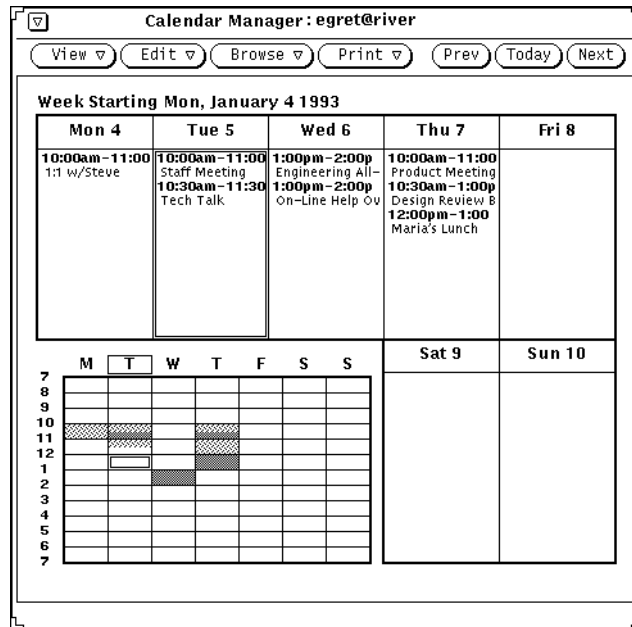 Calendar Manager : egret@river
View Edit Browse Print Prev Today Next
Week Starting Mon, January 4 1993
Mon 4 Tue 5 Wed 6 Thu 7 Fri 8
10:00am-11:00
1:1 w/Steve
10:00am-11:00
Staff Meeting
10:30am-11:30
Tech Talk
1:00pm-2:00p
Engineering All-
1:00pm-2:00p
On-Line Help Ov
10:00am-11:00
Product Meeting
10:30am-1:00p
Design Review B
12:00pm-1:00
Maria's Lunch
Sat 9 Sun 10
M T W T F S S
7
8
9
10
11
12
1
2
3
4
5
6
7